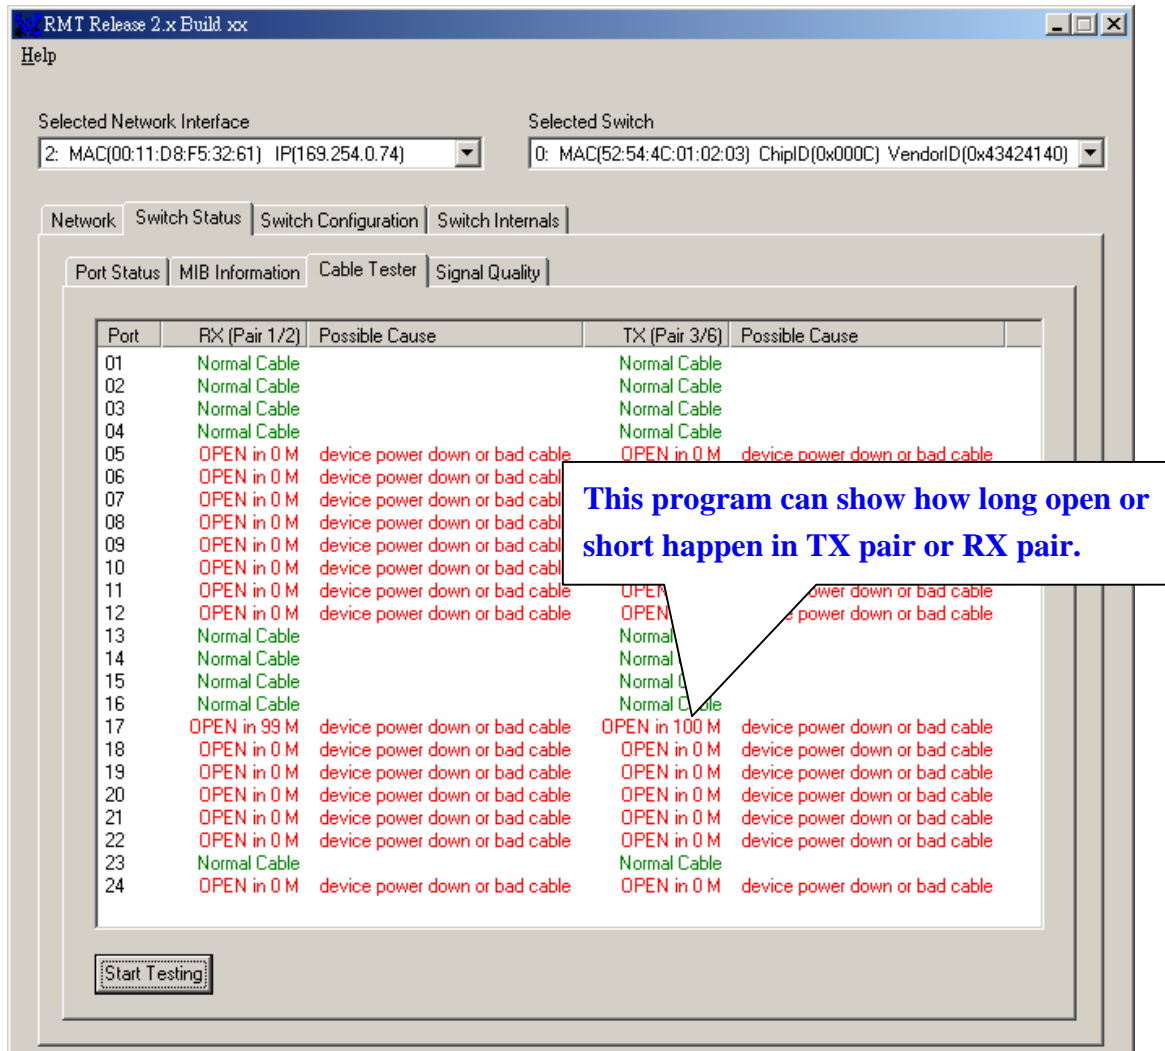 RMT Release 2.x Build xx
Help
Selected Network Interface
Selected Switch
2: MAC(00:11:D8:F5:32:61) IP(169.254.0.74)
0: MAC(52:54:4C:01:02:03) ChipID(0x000C) VendorID(0x43424140)
Network Switch Status Switch Configuration Switch Internals
Port Status MIB Information Cable Tester Signal Quality
Port RX (Pair 1/2) Possible Cause TX (Pair 3/6) Possible Cause
01 Normal Cable Normal Cable
02 Normal Cable Normal Cable
03 Normal Cable Normal Cable
04 Normal Cable Normal Cable
05 OPEN in 0 M device power down or bad cable OPEN in 0 M device power down or bad cable
06 OPEN in 0 M device power down or bad cabl
07 OPEN in 0 M device power down or bad cabl
08 OPEN in 0 M device power down or bad cabl
09 OPEN in 0 M device power down or bad cabl
10 OPEN in 0 M device power down or bad cabl
This program can show how long open or
short happen in TX pair or RX pair.
11 OPEN in 0 M device power down or bad cable OPEN power down or bad cable
12 OPEN in 0 M device power down or bad cable OPEN power down or bad cable
13 Normal Cable Normal
14 Normal Cable Normal
15 Normal Cable Normal
16 Normal Cable Normal Cable
17 OPEN in 99 M device power down or bad cable OPEN in 100 M device power down or bad cable
18 OPEN in 0 M device power down or bad cable OPEN in 0 M device power down or bad cable
19 OPEN in 0 M device power down or bad cable OPEN in 0 M device power down or bad cable
20 OPEN in 0 M device power down or bad cable OPEN in 0 M device power down or bad cable
21 OPEN in 0 M device power down or bad cable OPEN in 0 M device power down or bad cable
22 OPEN in 0 M device power down or bad cable OPEN in 0 M device power down or bad cable
23 Normal Cable Normal Cable
24 OPEN in 0 M device power down or bad cable OPEN in 0 M device power down or bad cable
Start Testing